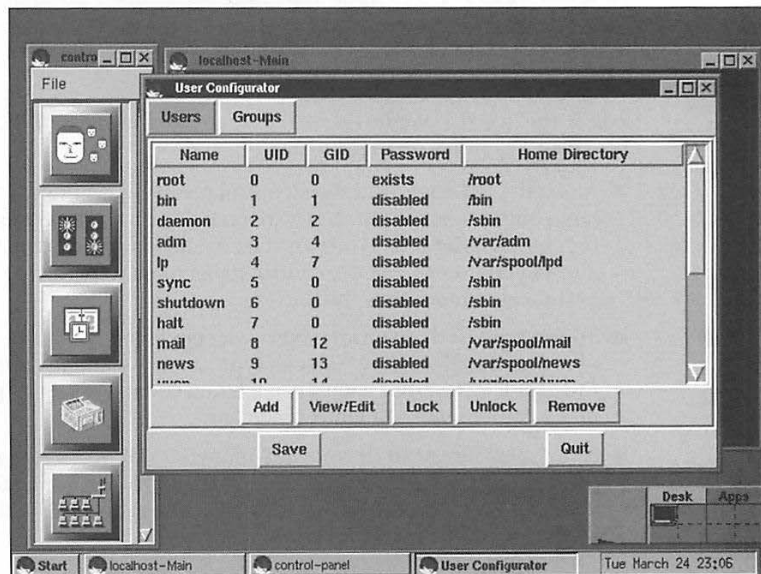 contro
localhost-Main
File
User Configurator
Users Groups
Name UID GID Password Home Directory
root 0 0 exists /root
bin 1 1 disabled /bin
daemon 2 2 disabled /sbin
adm 3 4 disabled /var/adm
lp 4 7 disabled /var/spool/lpd
sync 5 0 disabled /sbin
shutdown 6 0 disabled /sbin
halt 7 0 disabled /sbin
mail 8 12 disabled /var/spool/mail
news 9 13 disabled /var/spool/news
10 14 disabled
Add View/Edit Lock Unlock Remove
Save Quit
Desk Apps
Start localhost-Main control-panel User Configurator Tue March 24 23:06